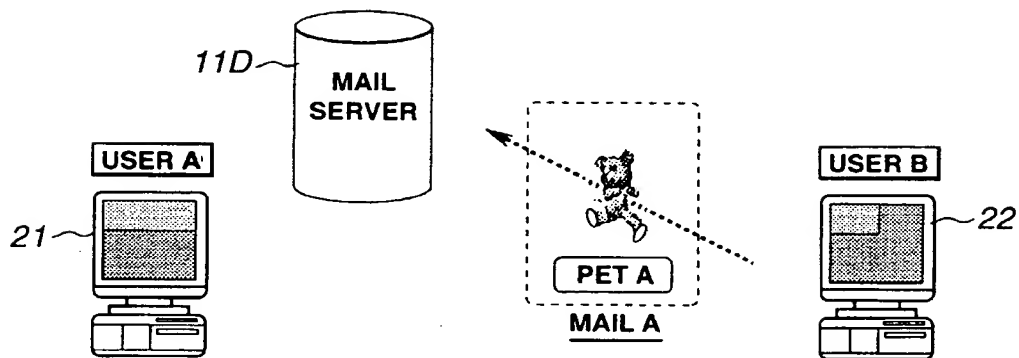 11D
MAIL
SERVER
USER A
USER B
21
22
PET A
MAIL A